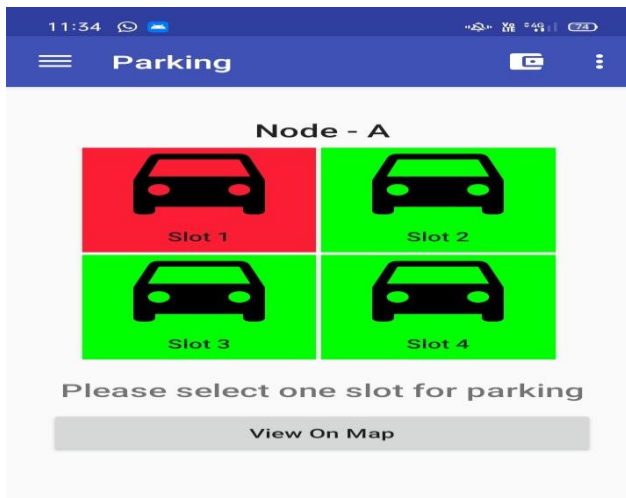 11:34
74
Parking
Node - A
Slot 1
Slot 2
Slot 3
Slot 4
Please select one slot for parking
View On Map